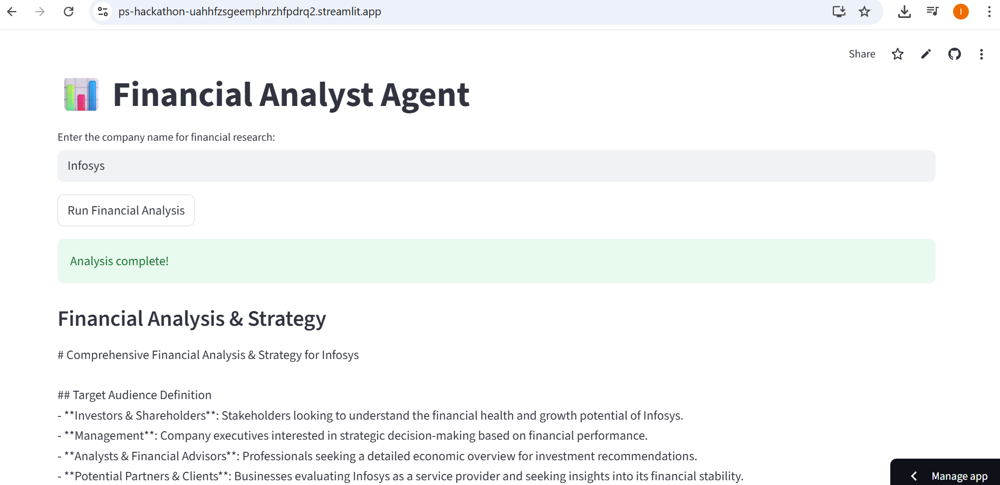 ps-hackathon-uahhfzsgeemphrzhfpdrq2.streamlit.app
I
Share
Financial Analyst Agent
Enter the company name for financial research:
Infosys
Run Financial Analysis
Analysis complete!
Financial Analysis & Strategy
# Comprehensive Financial Analysis & Strategy for Infosys
## Target Audience Definition
- **Investors & Shareholders**: Stakeholders looking to understand the financial health and growth potential of Infosys.
- **Management**: Company executives interested in strategic decision-making based on financial performance.
- **Analysts & Financial Advisors**: Professionals seeking a detailed economic overview for investment recommendations.
- **Potential Partners & Clients**: Businesses evaluating Infosys as a service provider and seeking insights into its financial stability.
Manage app